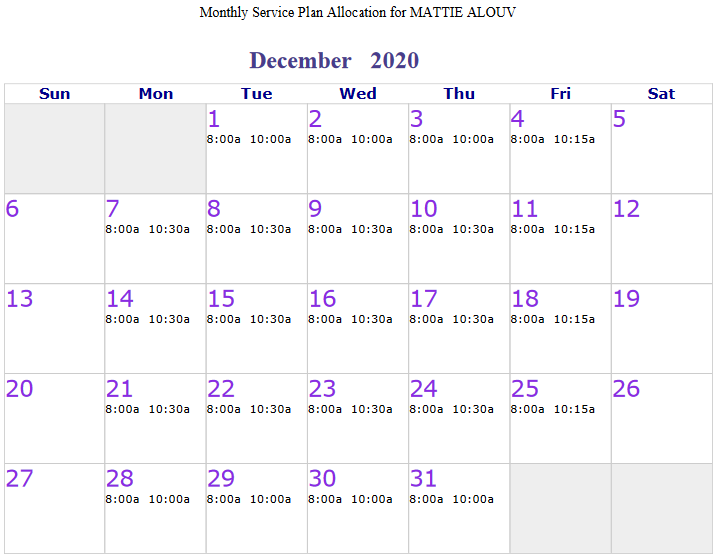 Monthly Service Plan Allocation for MATTIE ALOUV
December 2020
Sun Mon Tue Wed Thu Fri Sat
1 2 3 4 5
8:00a 10:00a 8:00a 10:00a 8:00a 10:00a 8:00a 10:15a
6 7 8 9 10 11 12
8:00a 10:30a 8:00a 10:30a 8:00a 10:30a 8:00a 10:30a 8:00a 10:15a
13 14 15 16 17 18 19
8:00a 10:30a 8:00a 10:30a 8:00a 10:30a 8:00a 10:30a 8:00a 10:15a
20 21 22 23 24 25 26
8:00a 10:30a 8:00a 10:30a 8:00a 10:30a 8:00a 10:30a 8:00a 10:15a
27 28 29 30 31
8:00a 10:00a 8:00a 10:00a 8:00a 10:00a 8:00a 10:00a